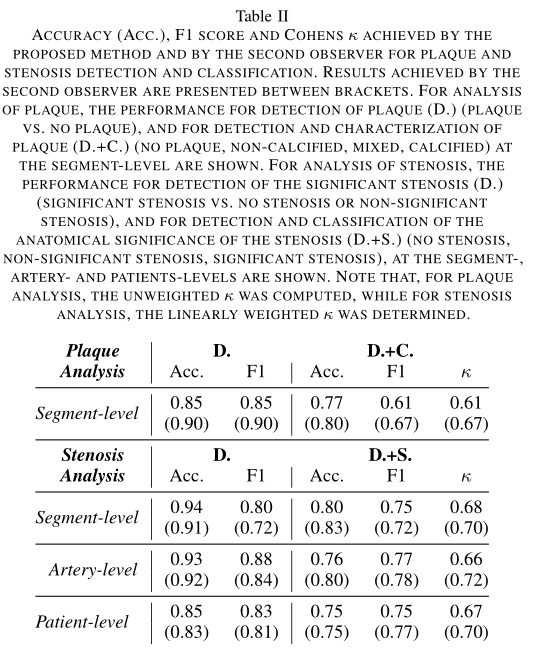 Table II
ACCURACY (ACC.), F1 SCORE AND COHENS κ ACHIEVED BY THE
PROPOSED METHOD AND BY THE SECOND OBSERVER FOR PLAQUE AND
STENOSIS DETECTION AND CLASSIFICATION. RESULTS ACHIEVED BY THE
SECOND OBSERVER ARE PRESENTED BETWEEN BRACKETS. FOR ANALYSIS
OF PLAQUE, THE PERFORMANCE FOR DETECTION OF PLAQUE (D.) (PLAQUE
VS. NO PLAQUE), AND FOR DETECTION AND CHARACTERIZATION OF
PLAQUE (D.+C.) (NO PLAQUE, NON-CALCIFIED, MIXED, CALCIFIED) AT
THE SEGMENT-LEVEL ARE SHOWN. FOR ANALYSIS OF STENOSIS, THE
PERFORMANCE FOR DETECTION OF THE SIGNIFICANT STENOSIS (D.)
(SIGNIFICANT STENOSIS VS. NO STENOSIS OR NON-SIGNIFICANT
STENOSIS), AND FOR DETECTION AND CLASSIFICATION OF THE
ANATOMICAL SIGNIFICANCE OF THE STENOSIS (D.+S.) (NO STENOSIS,
NON-SIGNIFICANT STENOSIS, SIGNIFICANT STENOSIS), AT THE SEGMENT-,
ARTERY- AND PATIENTS-LEVELS ARE SHOWN. NOTE THAT, FOR PLAQUE
ANALYSIS, THE UNWEIGHTED κ WAS COMPUTED, WHILE FOR STENOSIS
ANALYSIS, THE LINEARLY WEIGHTED κ WAS DETERMINED.
Plaque D. D.+C.
Analysis Acc. F1 Acc. F1 κ
Segment-level 0.85 0.85 0.77 0.61 0.61
(0.90) (0.90) (0.80) (0.67) (0.67)
Stenosis D. D.+S.
Analysis Acc. F1 Acc. F1 κ
Segment-level 0.94 0.80 0.80 0.75 0.68
(0.91) (0.72) (0.83) (0.72) (0.70)
Artery-level 0.93 0.88 0.76 0.77 0.66
(0.92) (0.84) (0.80) (0.78) (0.72)
Patient-level 0.85 0.83 0.75 0.75 0.67
(0.83) (0.81) (0.75) (0.77) (0.70)